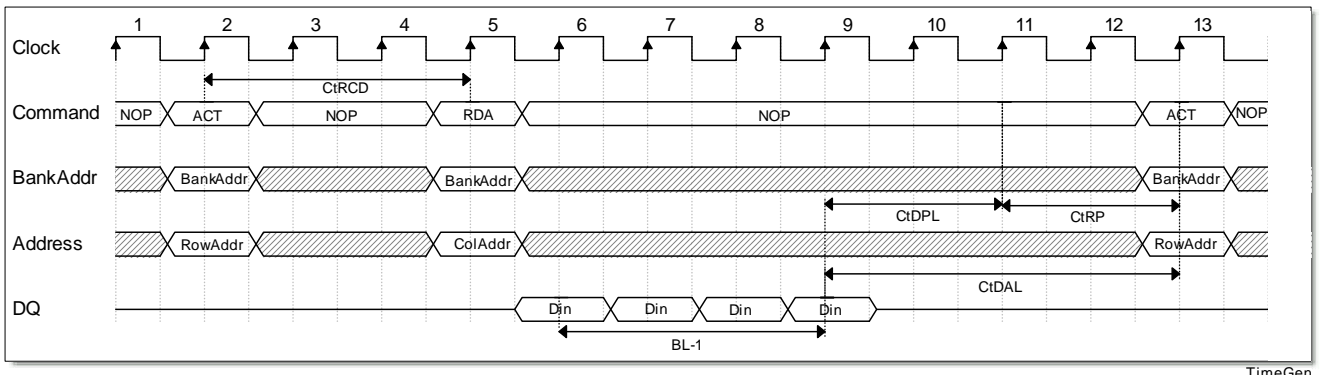 1 2 3 4 5 6 7 8 9 10 11 12 13
Clock
CtRCD
Command NOP ACT NOP RDA NOP ACT NOP
BankAddr BankAddr BankAddr BankAddr
CtDPL CtRP
Address RowAddr ColAddr RowAddr
CtDAL
DQ Din Din Din Din
BL-1
TimeGen